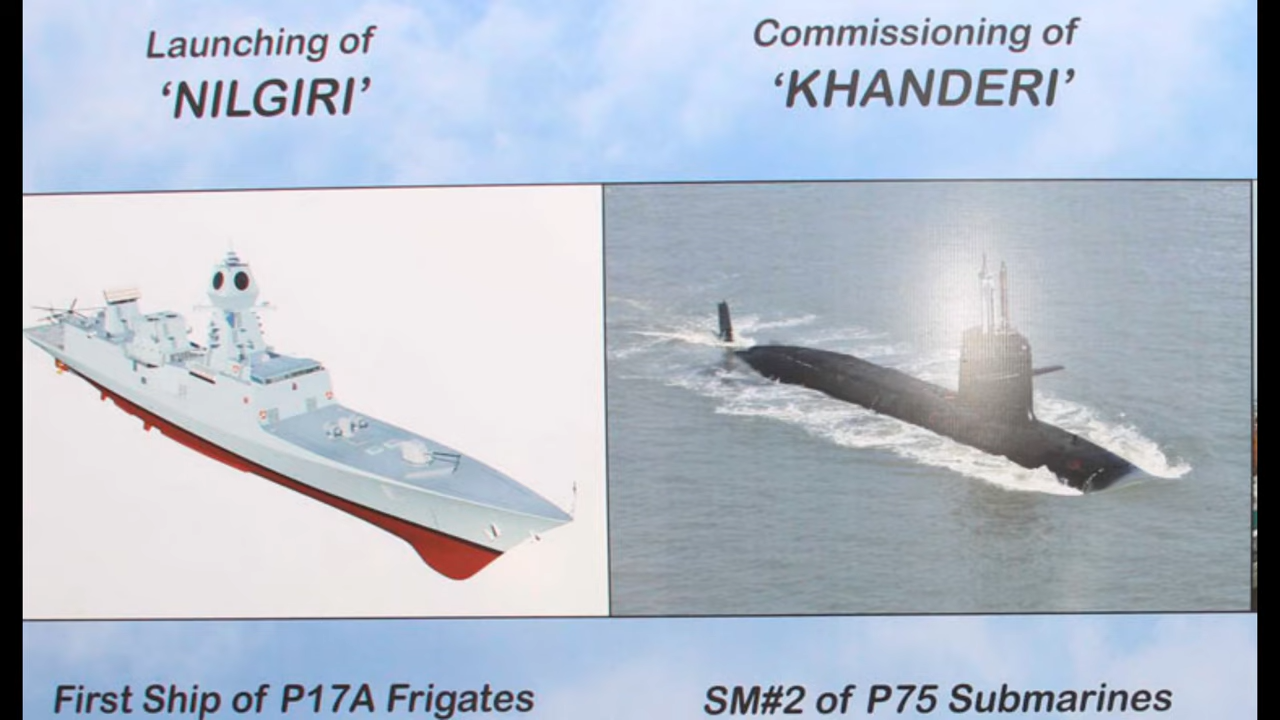 Launching of
‘NILGIRI’
Commissioning of
‘KHANDERI’
First Ship of P17A Frigates
SM#2 of P75 Submarines